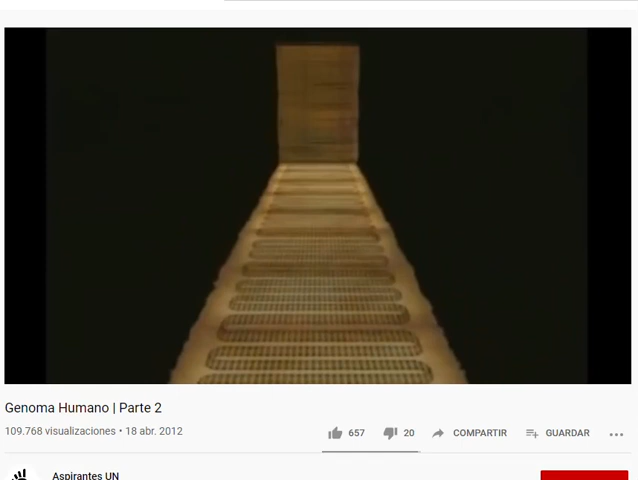 Genoma Humano | Parte 2
109.768 visualizaciones • 18 abr. 2012
657 20 COMPARTIR GUARDAR
Aspirantes UN